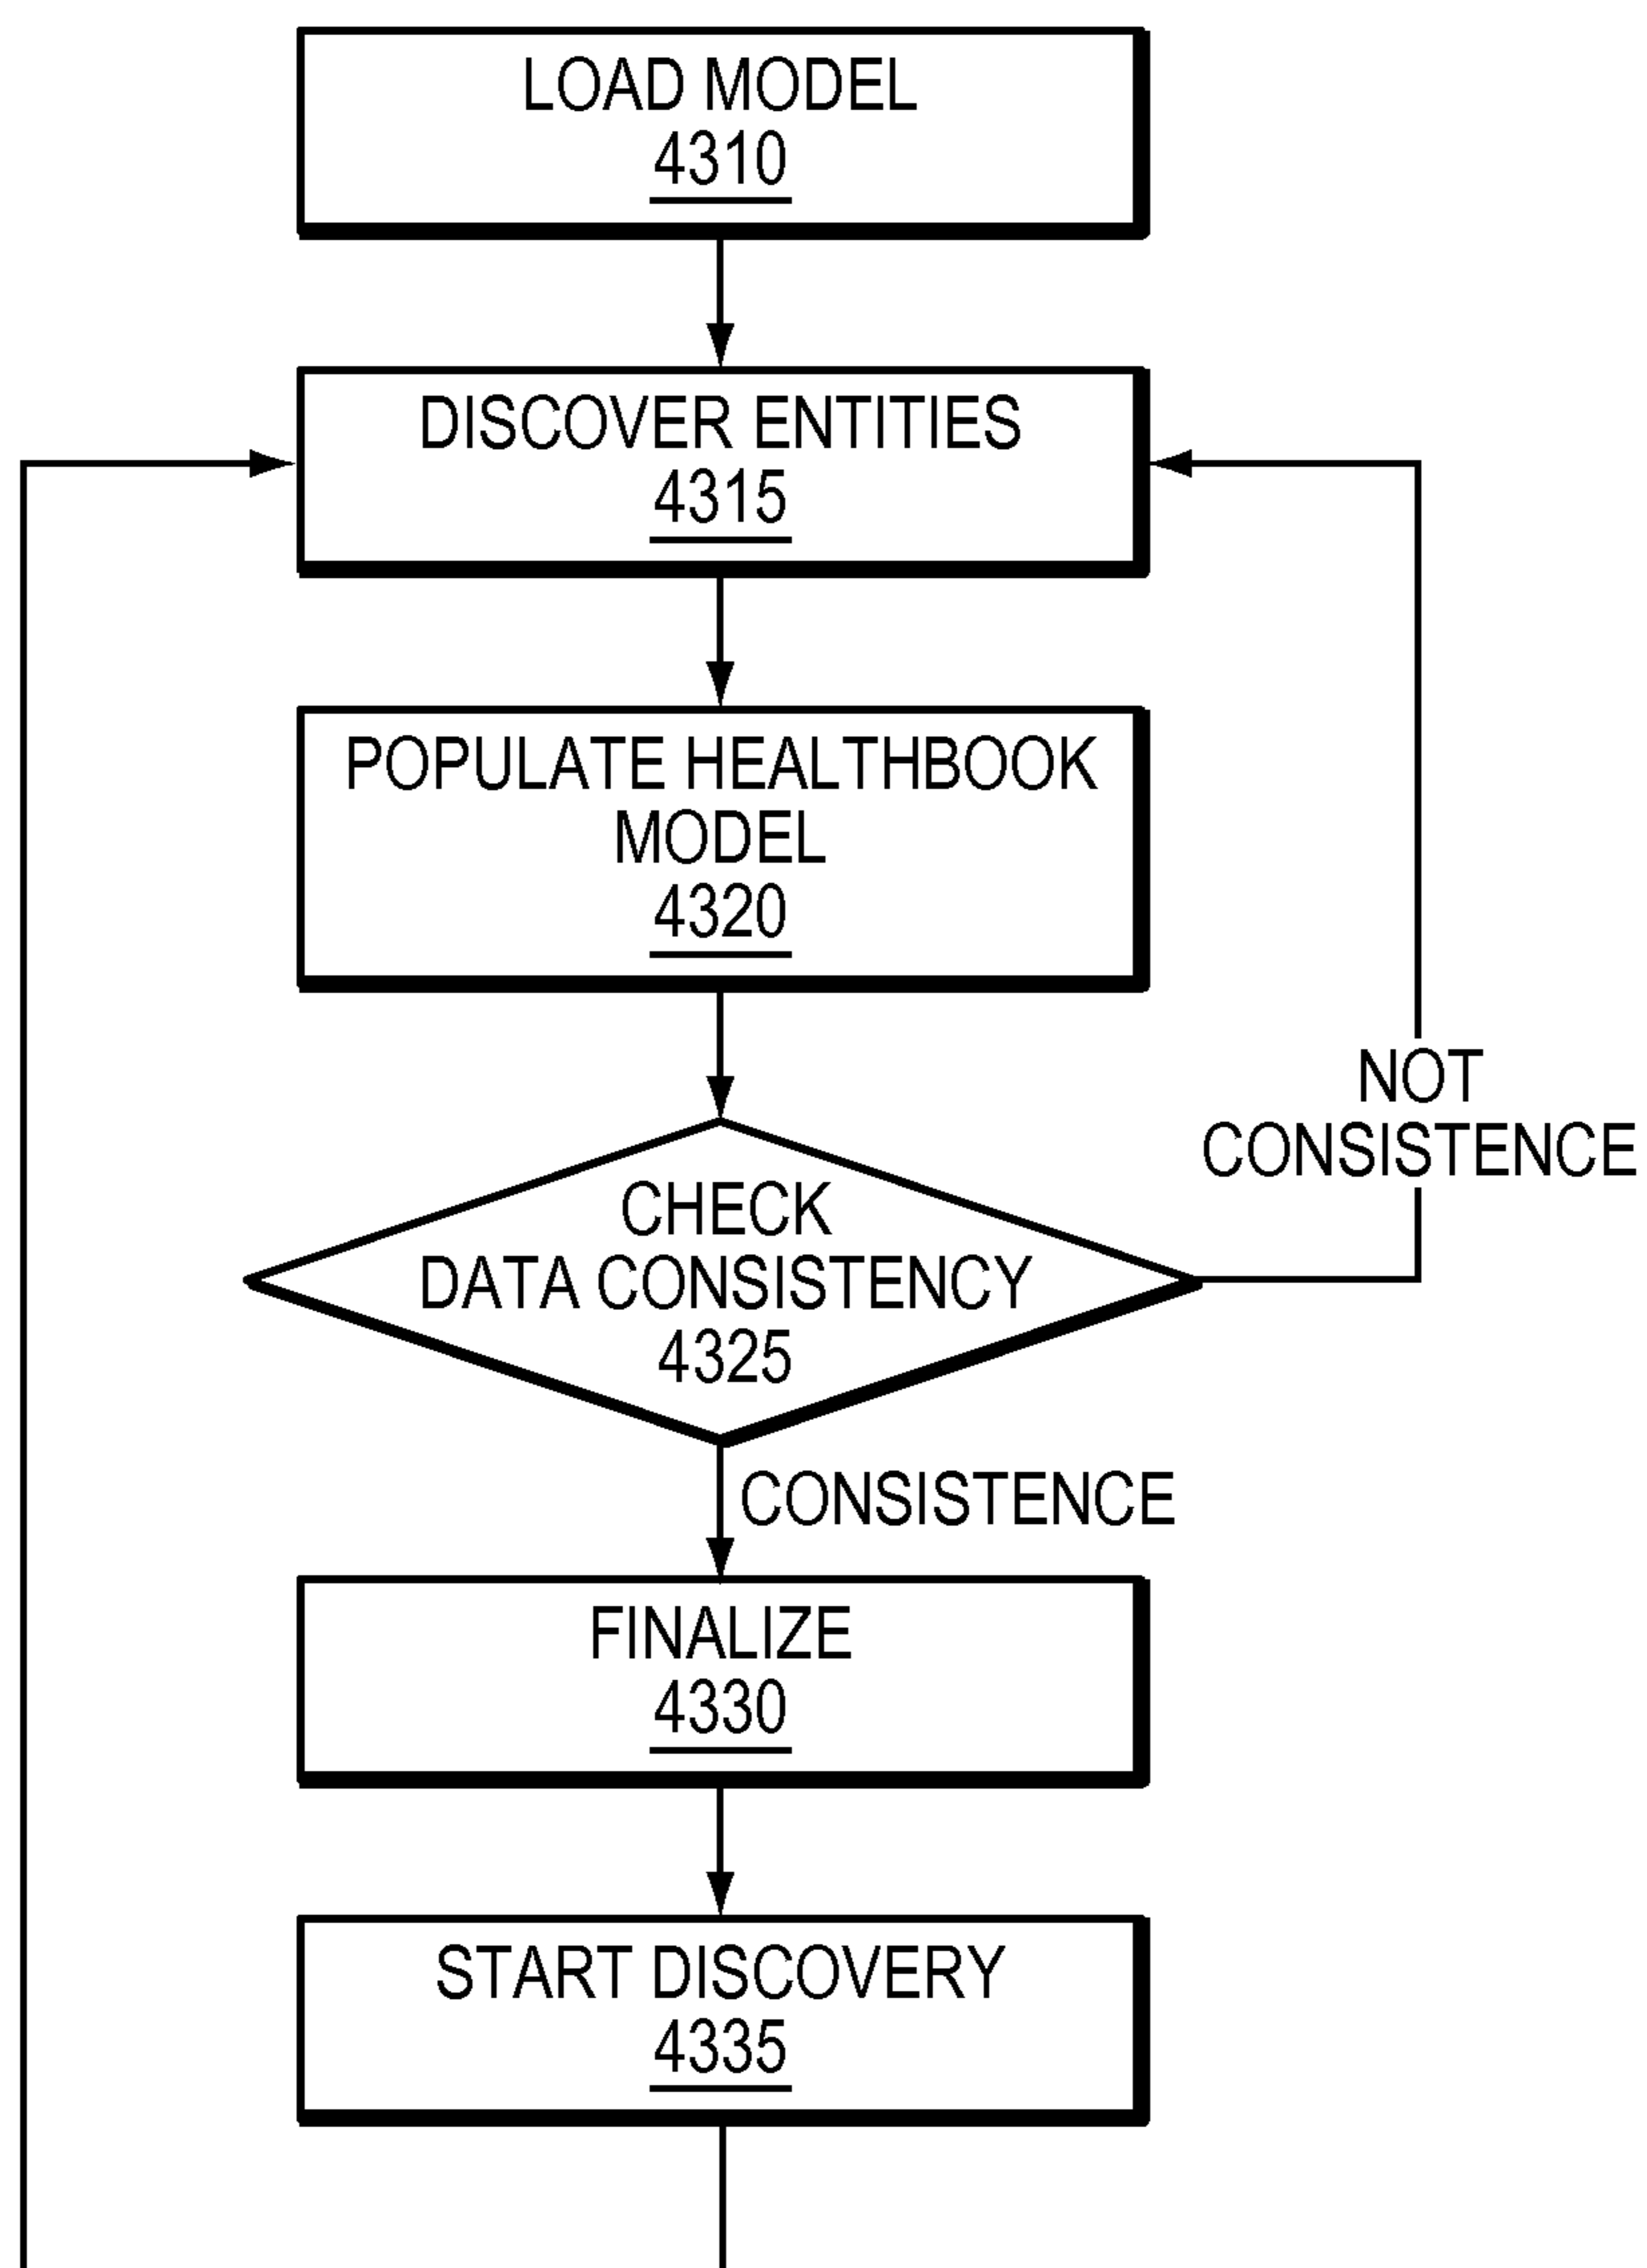 LOAD MODEL
4310
DISCOVER ENTITIES
4315
POPULATE HEALTHBOOK
MODEL
4320
NOT
CONSISTENCE
CHECK
DATA CONSISTENCY
4325
CONSISTENCE
FINALIZE
4330
START DISCOVERY
4335